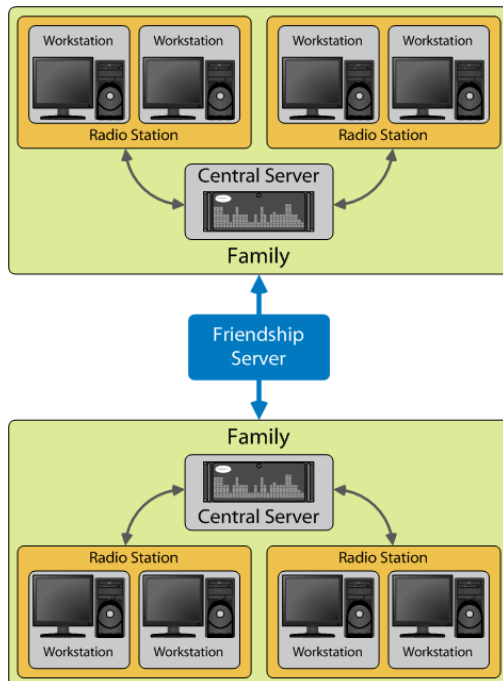 Workstation
Workstation
Workstation
Workstation
Radio Station
Radio Station
Central Server
Family
Friendship
Server
Family
Central Server
Radio Station
Radio Station
Workstation
Workstation
Workstation
Workstation